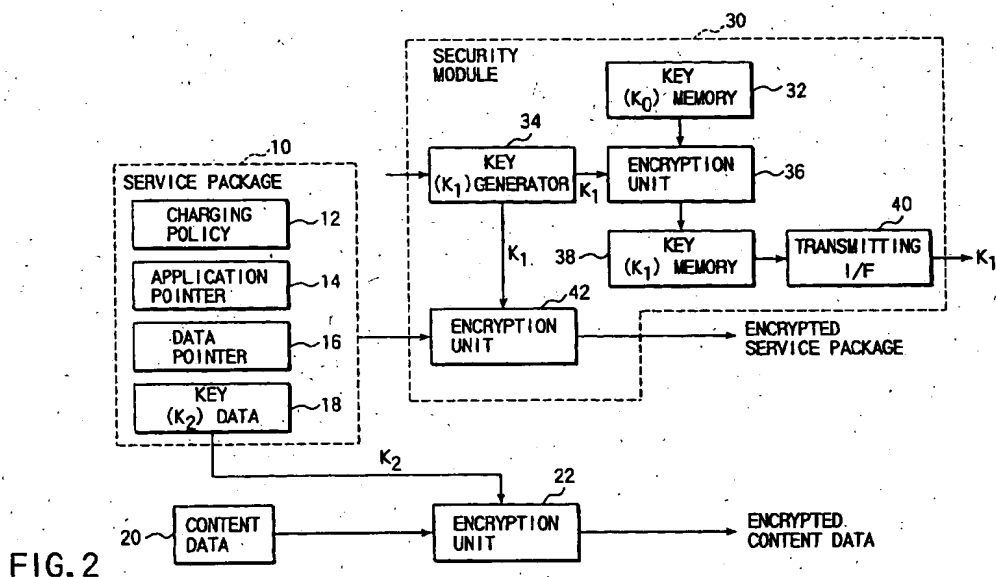 30
SECURITY
MODULE
KEY
(K0) MEMORY
32
34
KEY
(K1) GENERATOR
K1
ENCRYPTION
UNIT
36
10
SERVICE PACKAGE
CHARGING
POLICY
12
APPLICATION
POINTER
14
DATA
POINTER
16
KEY
(K2) DATA
18
K1
38
KEY
(K1) MEMORY
40
TRANSMITTING
I/F
K1
42
ENCRYPTION
UNIT
ENCRYPTED
SERVICE PACKAGE
K2
22
20
CONTENT
DATA
ENCRYPTION
UNIT
ENCRYPTED
CONTENT DATA
FIG.2